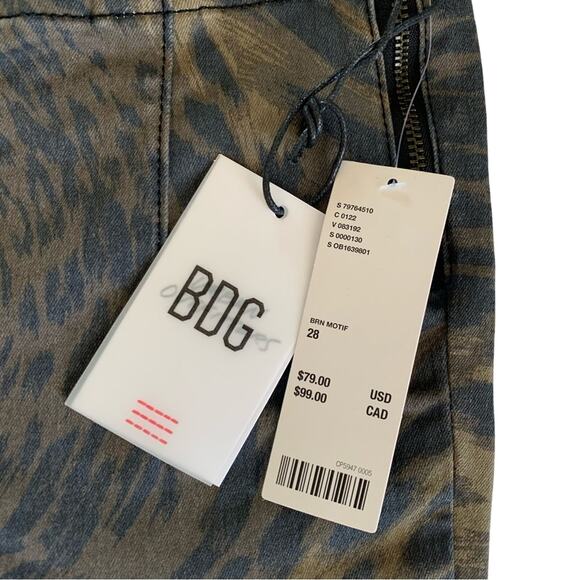 BDG
S 79764510
C 0122
V 083192
S 0000130
S OB1639801
BRN MOTIF
28
$79.00 USD
$99.00 CAD
CP5947 0005